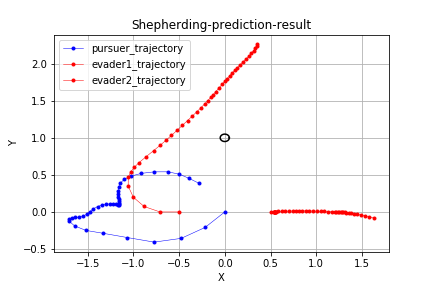 Shepherding-prediction-result
pursuer_trajectory
evader1_trajectory
evader2_trajectory
Y
2.0
1.5
1.0
0.5
0.0
−0.5
−1.5
−1.0
−0.5
0.0
0.5
1.0
1.5
X